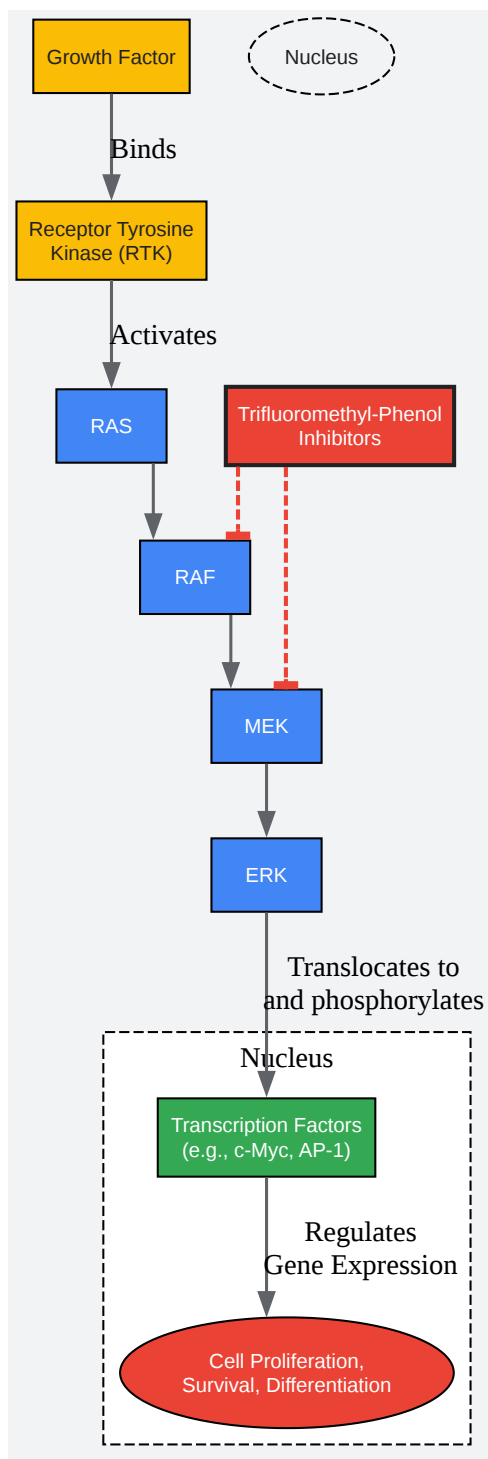 Growth Factor
Nucleus
Binds
Receptor Tyrosine
Kinase (RTK)
Activates
RAS
Trifluoromethyl-Phenol
Inhibitors
RAF
MEK
ERK
Translocates to
and phosphorylates
Nucleus
Transcription Factors
(e.g., c-Myc, AP-1)
Regulates
Gene Expression
Cell Proliferation,
Survival, Differentiation